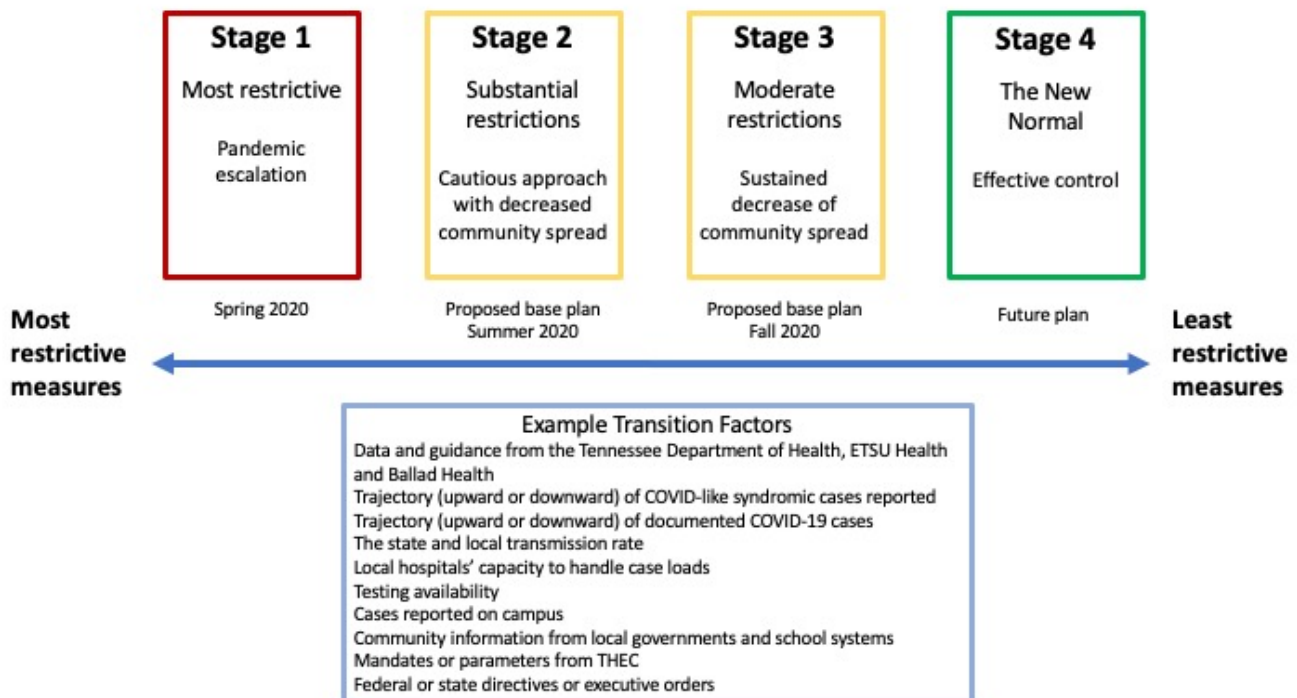 Stage 1
Most restrictive
Pandemic
escalation
Spring 2020
Stage 2
Substantial
restrictions
Cautious approach
with decreased
community spread
Proposed base plan
Summer 2020
Stage 3
Moderate
restrictions
Sustained
decrease of
community spread
Proposed base plan
Fall 2020
Stage 4
The New
Normal
Effective control
Future plan
Most
restrictive
measures
Least
restrictive
measures
Example Transition Factors
Data and guidance from the Tennessee Department of Health, ETSU Health
and Ballad Health
Trajectory (upward or downward) of COVID-like syndromic cases reported
Trajectory (upward or downward) of documented COVID-19 cases
The state and local transmission rate
Local hospitals’ capacity to handle case loads
Testing availability
Cases reported on campus
Community information from local governments and school systems
Mandates or parameters from THEC
Federal or state directives or executive orders